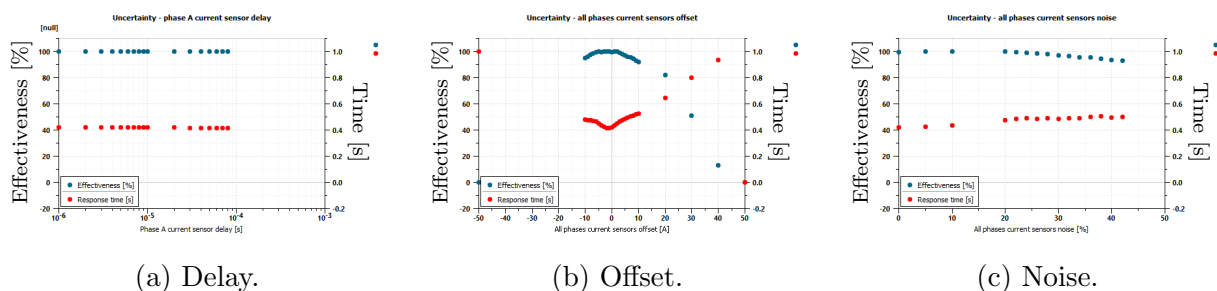 Uncertainty - phase A current sensor delay
[null]
Effectiveness [%]
100
80
60
40
20
0
-20
1.0
0.8
0.6
0.4
0.2
0.0
-0.2
Time [s]
Effectiveness [%]
Response time [s]
10^-6
10^-5
10^-4
10^-3
Phase A current sensor delay [s]
(a) Delay.
Uncertainty - all phases current sensors offset
Effectiveness [%]
100
80
60
40
20
0
-20
1.0
0.8
0.6
0.4
0.2
0.0
-0.2
Time [s]
Effectiveness [%]
Response time [s]
-50
-40
-30
-20
-10
0
10
20
30
40
50
All phases current sensors offset [A]
(b) Offset.
Uncertainty - all phases current sensors noise
Effectiveness [%]
100
80
60
40
20
0
-20
1.0
0.8
0.6
0.4
0.2
0.0
-0.2
Time [s]
Effectiveness [%]
Response time [s]
0
10
20
30
40
50
All phases current sensors noise [%]
(c) Noise.